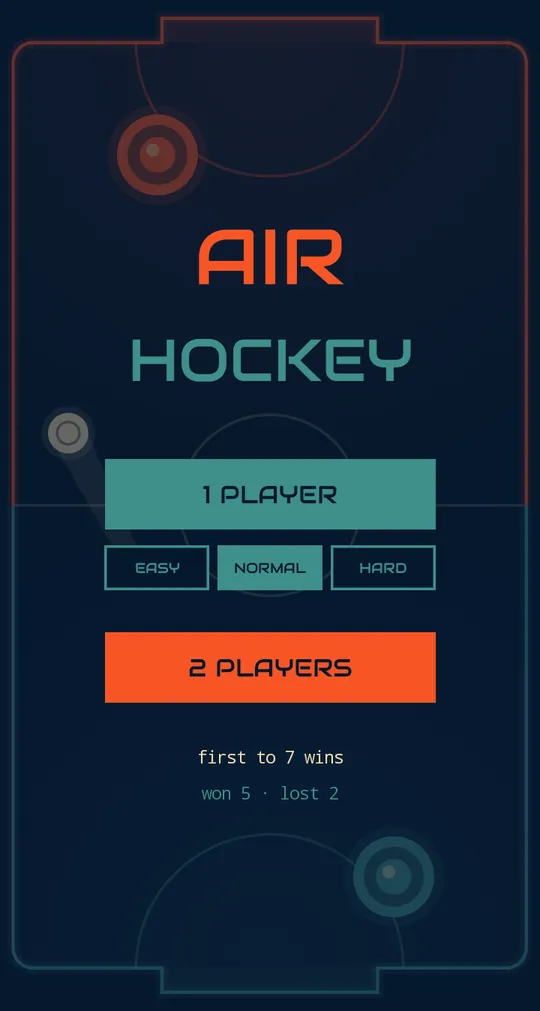 AIR
HOCKEY
1 PLAYER
EASY NORMAL HARD
2 PLAYERS
first to 7 wins
won 5 · lost 2